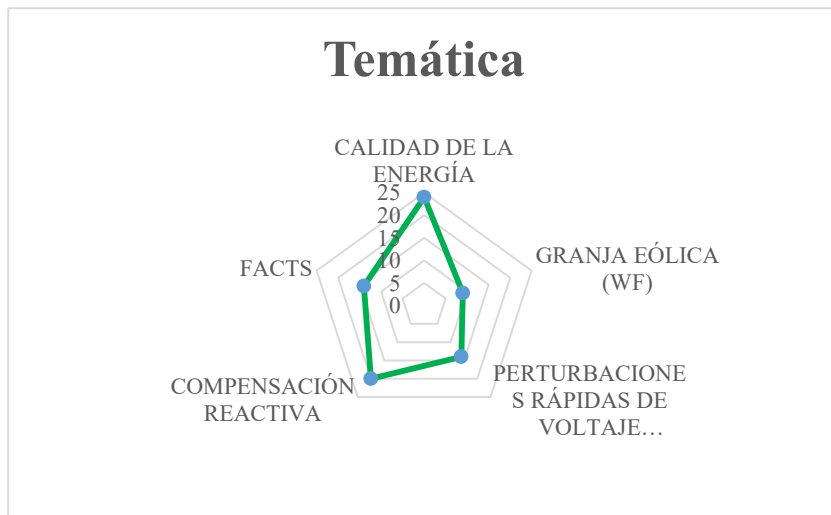 Temática
CALIDAD DE LA
ENERGÍA
25
20
15
10
5
0
GRANJA EÓLICA
(WF)
PERTURBACIONE
S RÁPIDAS DE
VOLTAJE…
COMPENSACIÓN
REACTIVA
FACTS